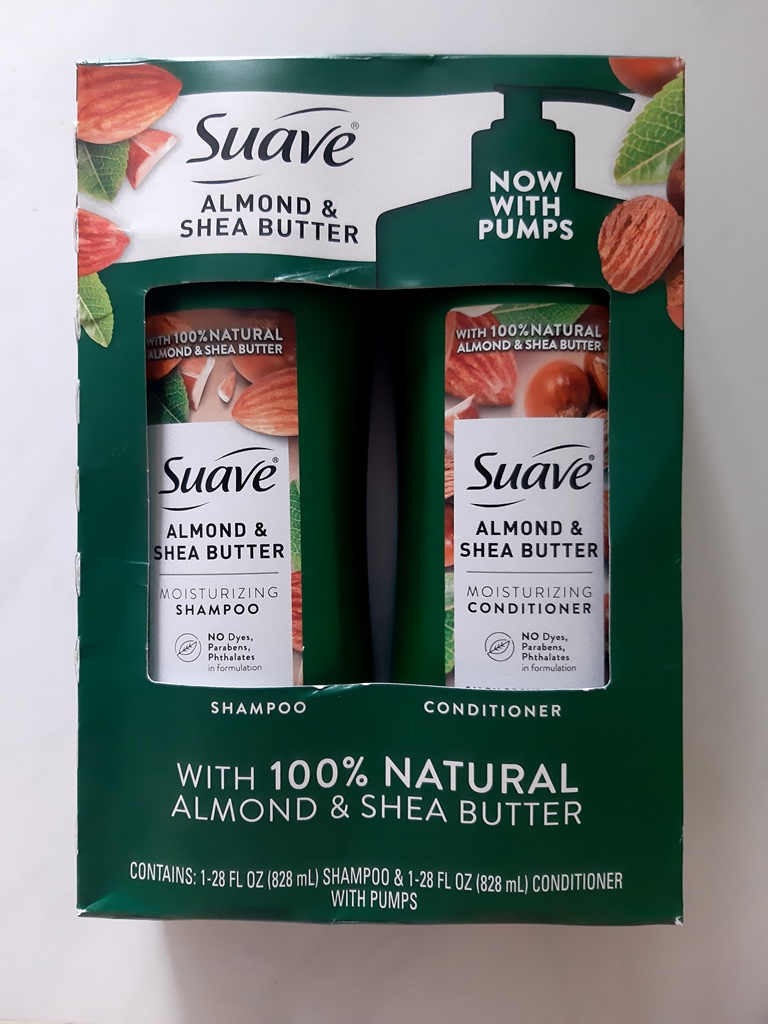 Suave®
ALMOND &
SHEA BUTTER
NOW
WITH
PUMPS
WITH 100% NATURAL
ALMOND & SHEA BUTTER
Suave®
ALMOND &
SHEA BUTTER
MOISTURIZING
SHAMPOO
NO Dyes,
Parabens,
Phthalates
in formulation
WITH 100% NATURAL
ALMOND & SHEA BUTTER
Suave®
ALMOND &
SHEA BUTTER
MOISTURIZING
CONDITIONER
NO Dyes,
Parabens,
Phthalates
in formulation
SHAMPOO
CONDITIONER
WITH 100% NATURAL
ALMOND & SHEA BUTTER
CONTAINS: 1-28 FL OZ (828 mL) SHAMPOO & 1-28 FL OZ (828 mL) CONDITIONER
WITH PUMPS